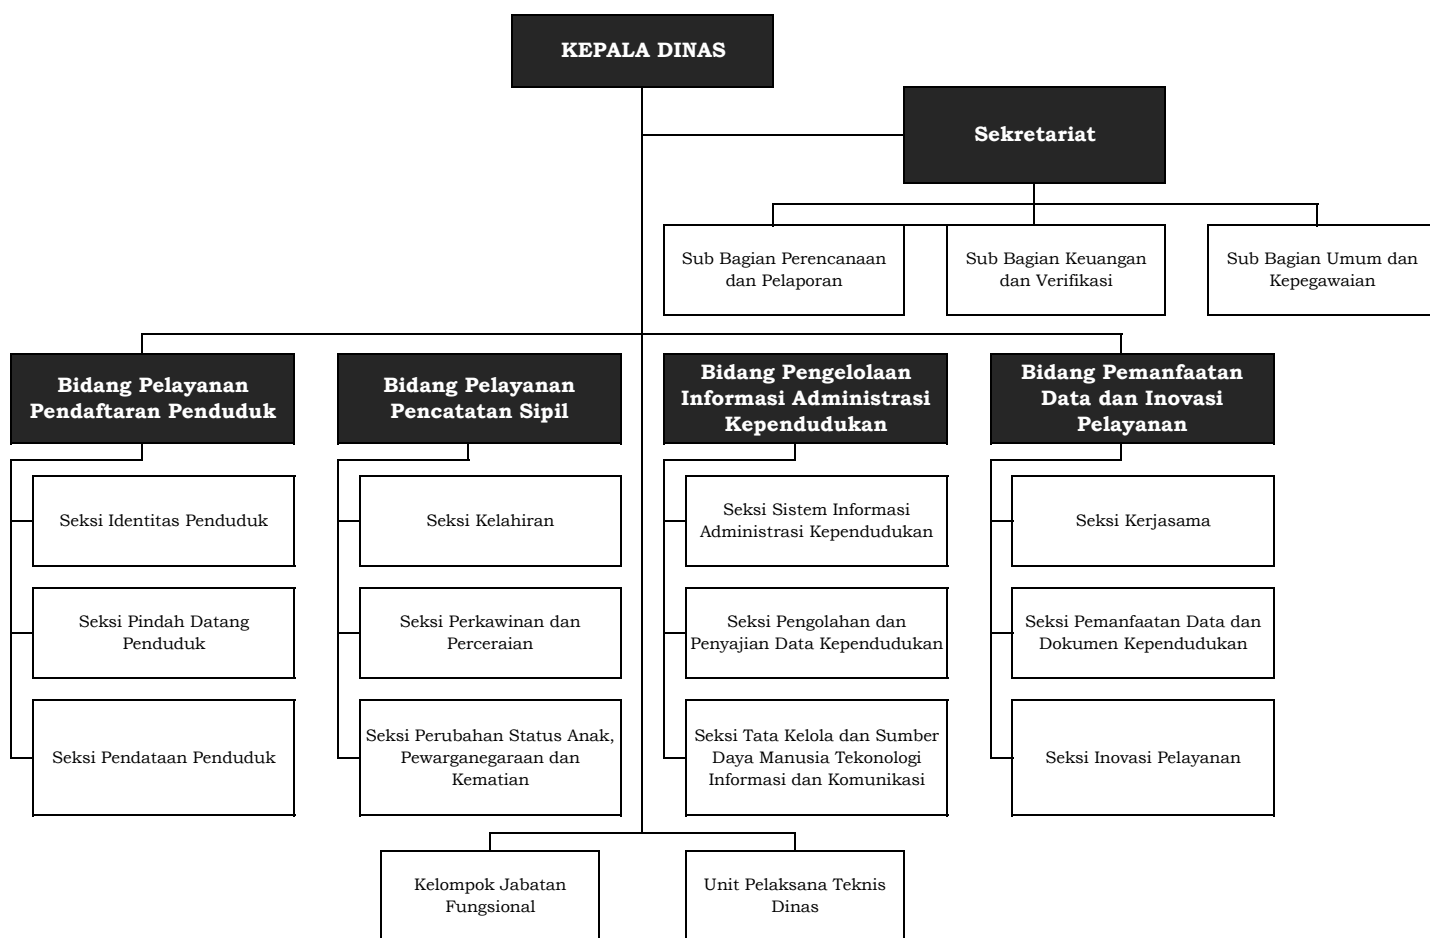 KEPALA DINAS
Sekretariat
Sub Bagian Perencanaan
dan Pelaporan
Sub Bagian Keuangan
dan Verifikasi
Sub Bagian Umum dan
Kepegawaian
Bidang Pelayanan
Pendaftaran Penduduk
Bidang Pelayanan
Pencatatan Sipil
Bidang Pengelolaan
Informasi Administrasi
Kependudukan
Bidang Pemanfaatan
Data dan Inovasi
Pelayanan
Seksi Identitas Penduduk
Seksi Kelahiran
Seksi Sistem Informasi
Administrasi Kependudukan
Seksi Kerjasama
Seksi Pindah Datang
Penduduk
Seksi Perkawinan dan
Perceraian
Seksi Pengolahan dan
Penyajian Data Kependudukan
Seksi Pemanfaatan Data dan
Dokumen Kependudukan
Seksi Pendataan Penduduk
Seksi Perubahan Status Anak,
Pewarganegaraan dan
Kematian
Seksi Tata Kelola dan Sumber
Daya Manusia Tekonologi
Informasi dan Komunikasi
Seksi Inovasi Pelayanan
Kelompok Jabatan
Fungsional
Unit Pelaksana Teknis
Dinas